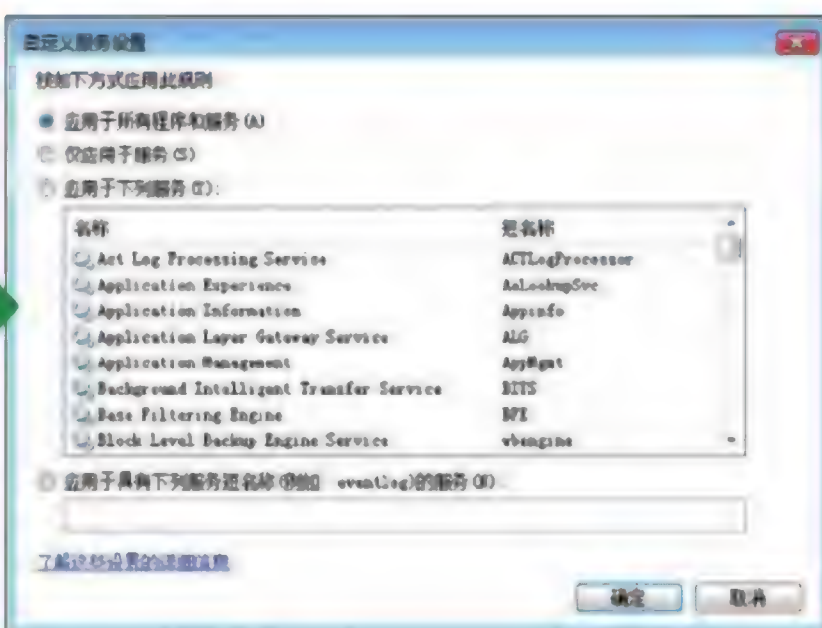 自定义服务设置
按如下方式应用此规则
应用于所有程序和服务(A)
仅应用于服务(S)
应用于下列服务(T):
名称 短名称
Act Log Processing Service ACTLogProcessor
Application Experience AeLookupSvc
Application Information Appinfo
Application Layer Gateway Service ALG
Application Management AppMgmt
Background Intelligent Transfer Service BITS
Base Filtering Engine BFE
Block Level Backup Engine Service wbengine
应用于具有下列服务短名称(例如 eventlog)的服务(W):
了解这些设置的详细信息
确定 取消